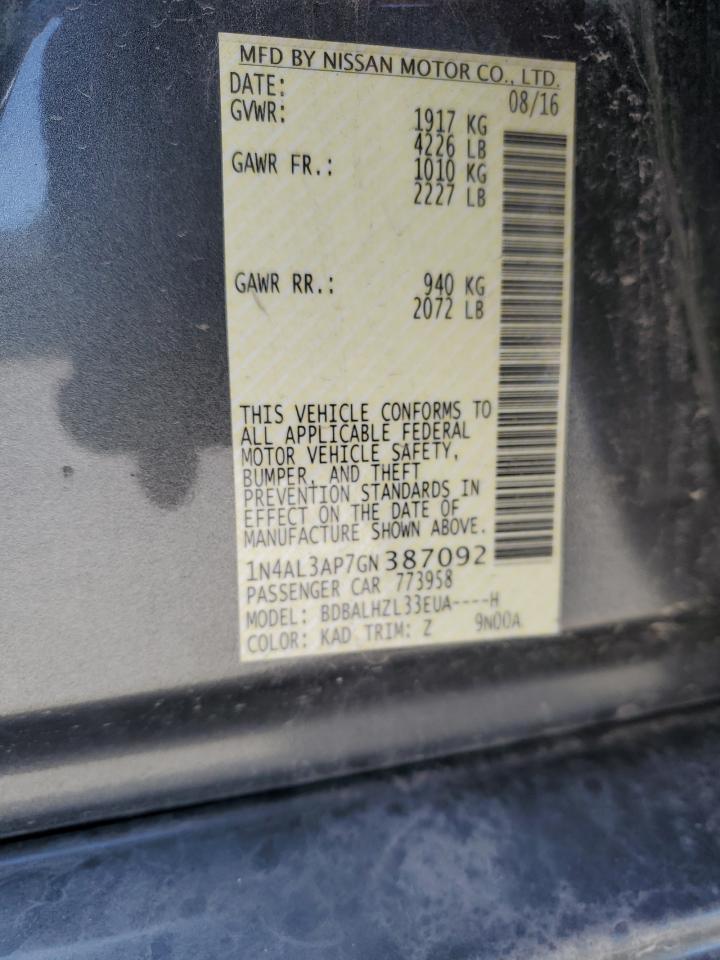 MFD BY NISSAN MOTOR CO., LTD.
DATE: 08/16
GVWR: 1917 KG
4226 LB
GAWR FR.: 1010 KG
2227 LB
GAWR RR.: 940 KG
2072 LB
THIS VEHICLE CONFORMS TO
ALL APPLICABLE FEDERAL
MOTOR VEHICLE SAFETY,
BUMPER, AND THEFT
PREVENTION STANDARDS IN
EFFECT ON THE DATE OF
MANUFACTURE SHOWN ABOVE.
1N4AL3AP7GN387092
PASSENGER CAR 773958
MODEL: BDBALHZL33EUA----H
COLOR: KAD TRIM: Z 9N00A